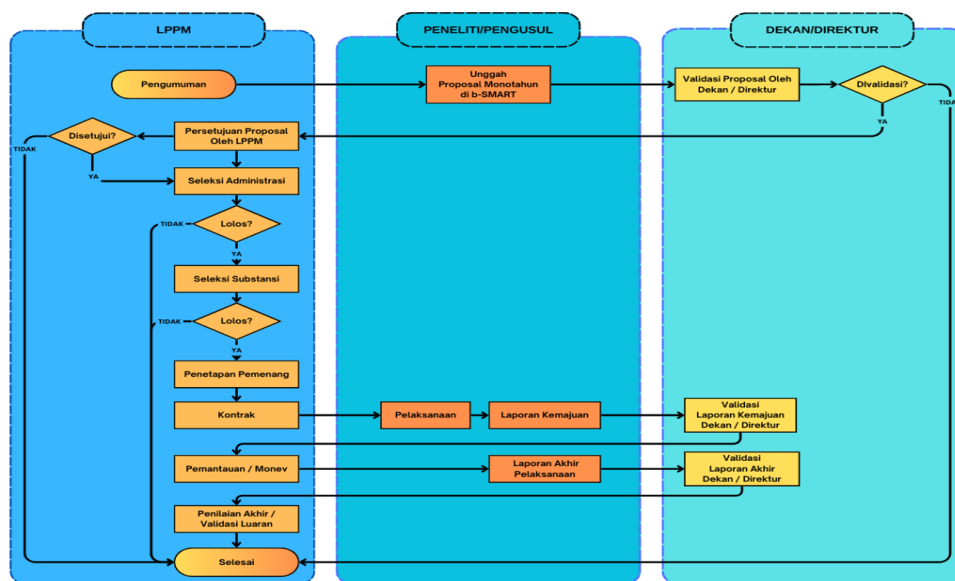 LPPM
PENELITI/PENGUSUL
DEKAN/DIREKTUR
Pengumuman
Unggah
Proposal Monotahun
di b-SMART
Validasi Proposal Oleh
Dekan / Direktur
Divalidasi?
TIDA
YA
Disetujui?
Persetujuan Proposal
Oleh LPPM
TIDAK
YA
Seleksi Administrasi
TIDAK
Lolos?
YA
Seleksi Substansi
TIDAK
Lolos?
YA
Penetapan Pemenang
Kontrak
Pelaksanaan
Laporan Kemajuan
Validasi
Laporan Kemajuan
Dekan / Direktur
Pemantauan / Monev
Laporan Akhir
Pelaksanaan
Validasi
Laporan Akhir
Dekan / Direktur
Penilaian Akhir /
Validasi Luaran
Selesai